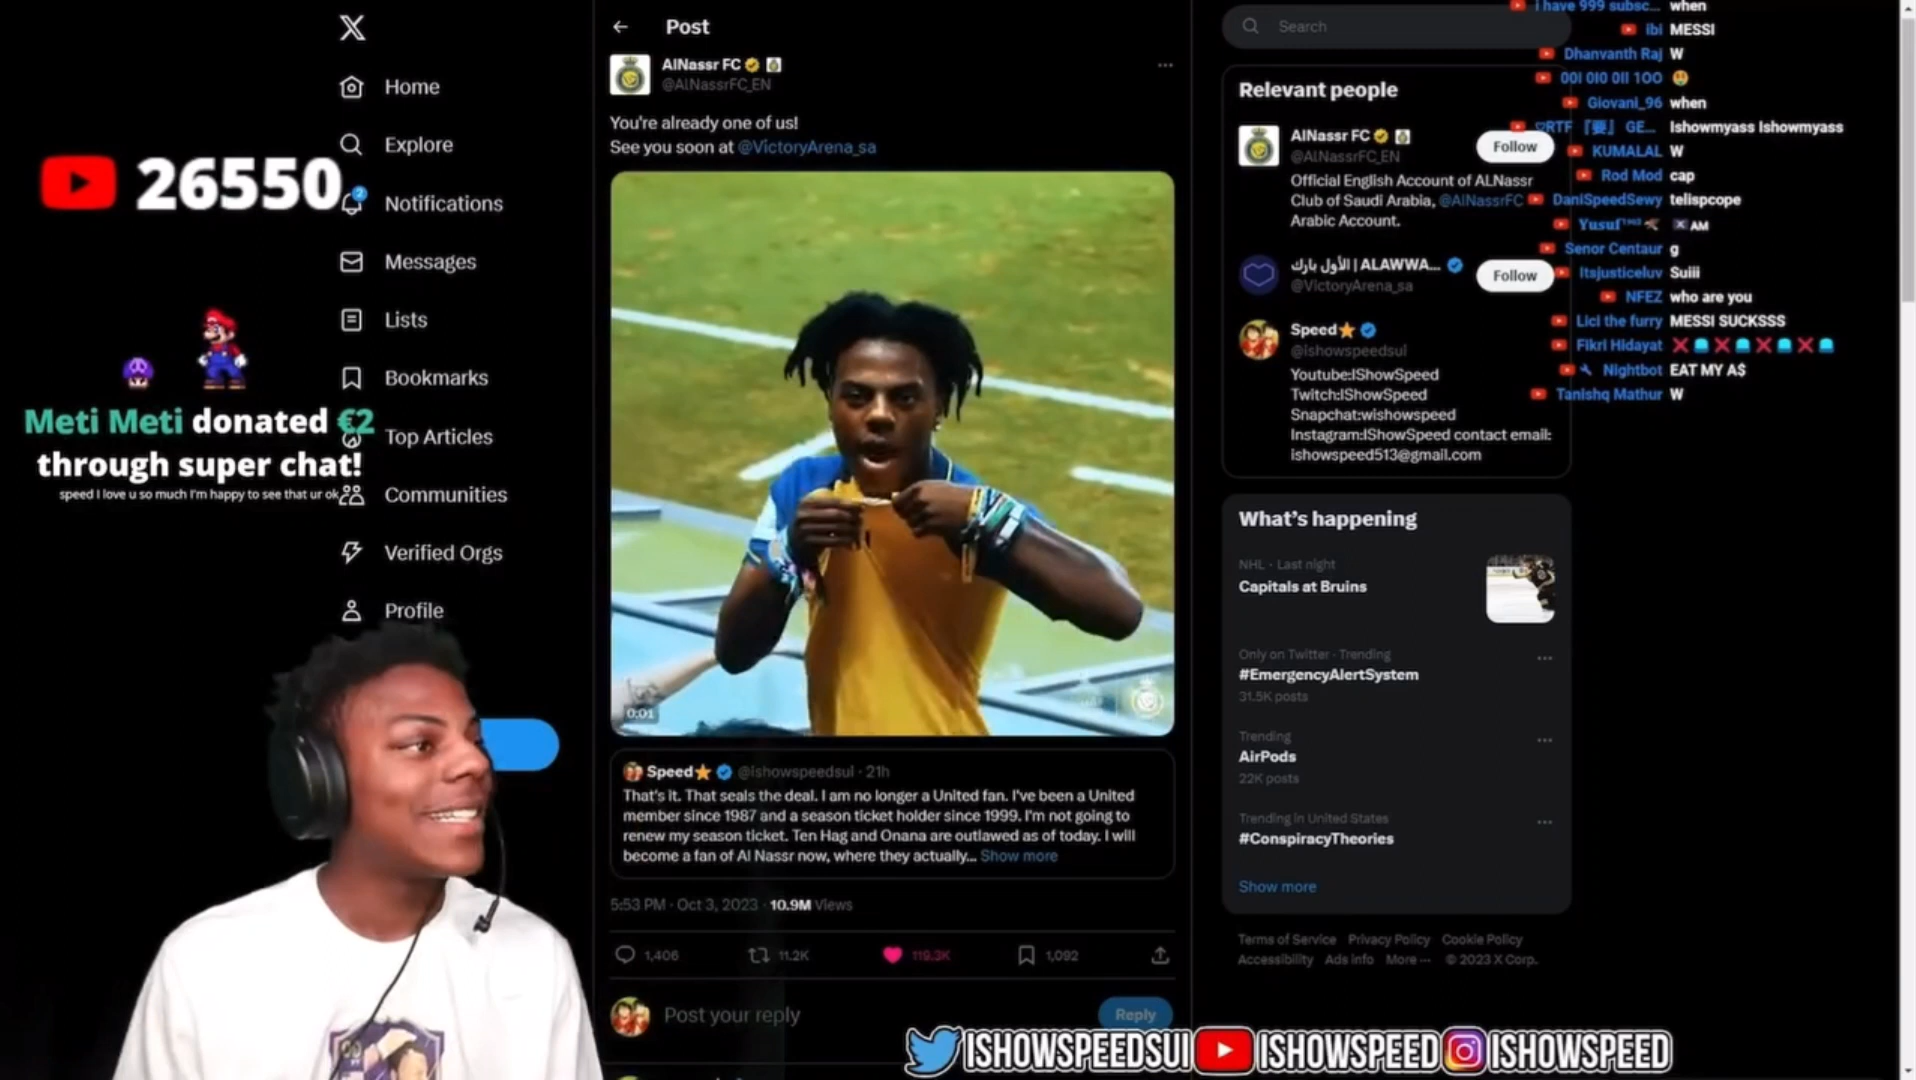 26550
Meti Meti donated €2
through super chat!
speed I love u so much I'm happy to see that ur ok
Home
Explore
2
Notifications
Messages
Lists
Bookmarks
Top Articles
Communities
Verified Orgs
Profile
Post
AlNassr FC
@AlNassrFC_EN
You're already one of us!
See you soon at @VictoryArena_sa
0:01
Speed @ishowspeedsui · 21h
That's it. That seals the deal. I am no longer a United fan. I've been a United
member since 1987 and a season ticket holder since 1999. I'm not going to
renew my season ticket. Ten Hag and Onana are outlawed as of today. I will
become a fan of Al Nassr now, where they actually... Show more
5:53 PM · Oct 3, 2023 · 10.9M Views
1,406
11.2K
119.3K
1,092
Post your reply
Reply
Search
Relevant people
AlNassr FC
@AlNassrFC_EN
Follow
Official English Account of ALNassr
Club of Saudi Arabia, @AlNassrFC
Arabic Account.
الأول بارك | ALAWWA...
@VictoryArena_sa
Follow
Speed
@ishowspeedsui
Youtube:IShowSpeed
Twitch:IShowSpeed
Snapchat:wishowspeed
Instagram:IShowSpeed contact email:
ishowspeed513@gmail.com
What's happening
NHL · Last night
Capitals at Bruins
Only on Twitter · Trending
#EmergencyAlertSystem
31.5K posts
Trending
AirPods
22K posts
Trending in United States
#ConspiracyTheories
Show more
Terms of Service Privacy Policy Cookie Policy
Accessibility Ads info More ··· © 2023 X Corp.
i have 999 subsc... when
ibi MESSI
Dhanvanth Raj W
00I 0I0 0II 1OO
Giovani_96 when
RTF 『要』 GE... Ishowmyass Ishowmyass
KUMALAL W
Rod Mod cap
DaniSpeedSewy telispcope
Yusuf AM
Senor Centaur g
Itsjusticeluv Suiii
NFEZ who are you
Lici the furry MESSI SUCKSSS
Fikri Hidayat
Nightbot EAT MY A$
Tanishq Mathur W
ISHOWSPEEDSUI ISHOWSPEED ISHOWSPEED